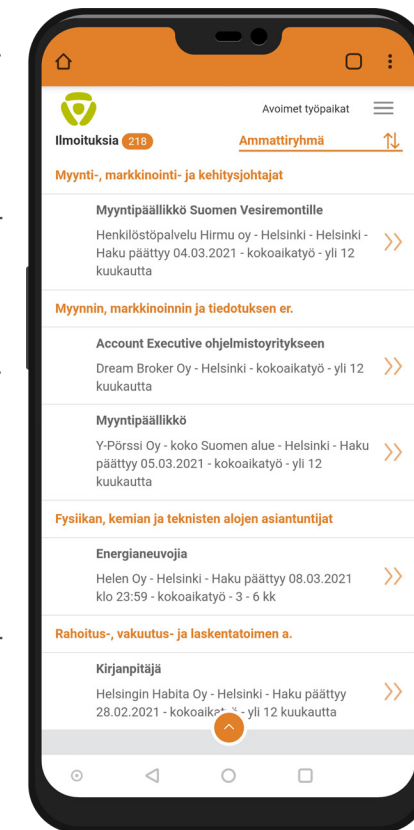 Avoimet työpaikat
Ilmoituksia 218
Ammattiryhmä
Myynti-, markkinointi- ja kehitysjohtajat
Myyntipäällikkö Suomen Vesiremontille
Henkilöstöpalvelu Hirmu oy - Helsinki - Helsinki -
Haku päättyy 04.03.2021 - kokoaikatyö - yli 12
kuukautta
Myynnin, markkinoinnin ja tiedotuksen er.
Account Executive ohjelmistoyritykseen
Dream Broker Oy - Helsinki - kokoaikatyö - yli 12
kuukautta
Myyntipäällikkö
Y-Pörssi Oy - koko Suomen alue - Helsinki - Haku
päättyy 05.03.2021 - kokoaikatyö - yli 12
kuukautta
Fysiikan, kemian ja teknisten alojen asiantuntijat
Energianeuvojia
Helen Oy - Helsinki - Haku päättyy 08.03.2021
klo 23:59 - kokoaikatyö - 3 - 6 kk
Rahoitus-, vakuutus- ja laskentatoimen a.
Kirjanpitäjä
Helsingin Habita Oy - Helsinki - Haku päättyy
28.02.2021 - - yli 12 kuukautta